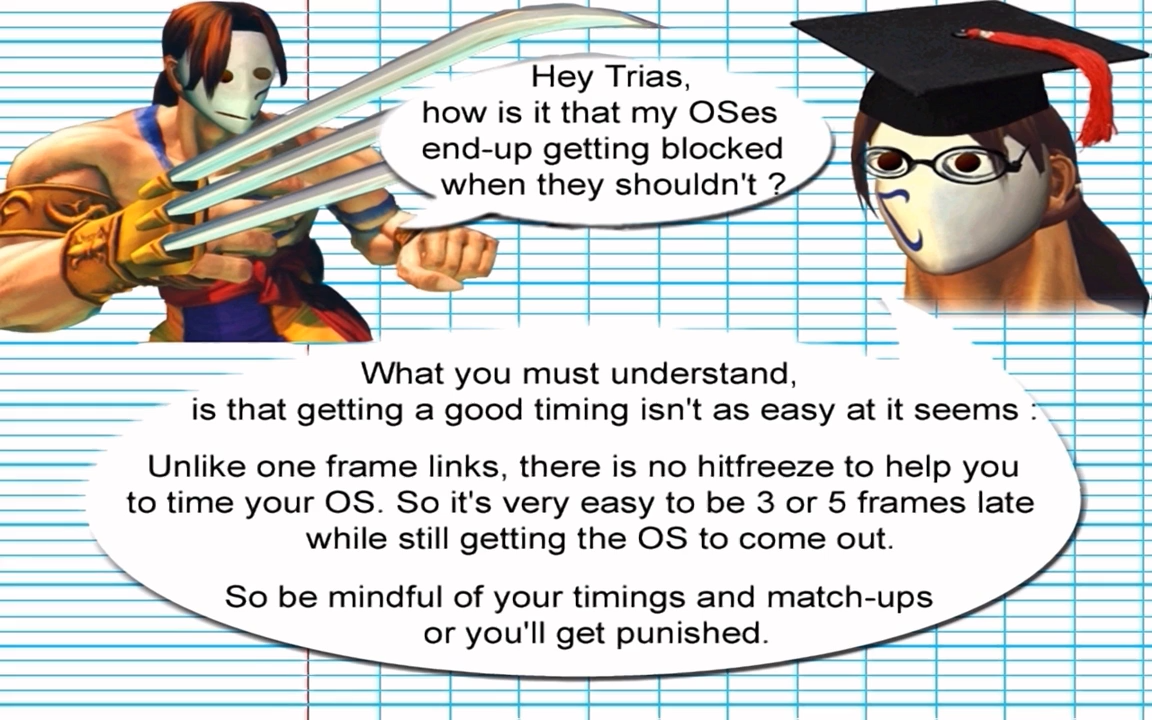 Hey Trias,
how is it that my OSes
end-up getting blocked
when they shouldn't ?
What you must understand,
is that getting a good timing isn't as easy at it seems :
Unlike one frame links, there is no hitfreeze to help you
to time your OS. So it's very easy to be 3 or 5 frames late
while still getting the OS to come out.
So be mindful of your timings and match-ups
or you'll get punished.